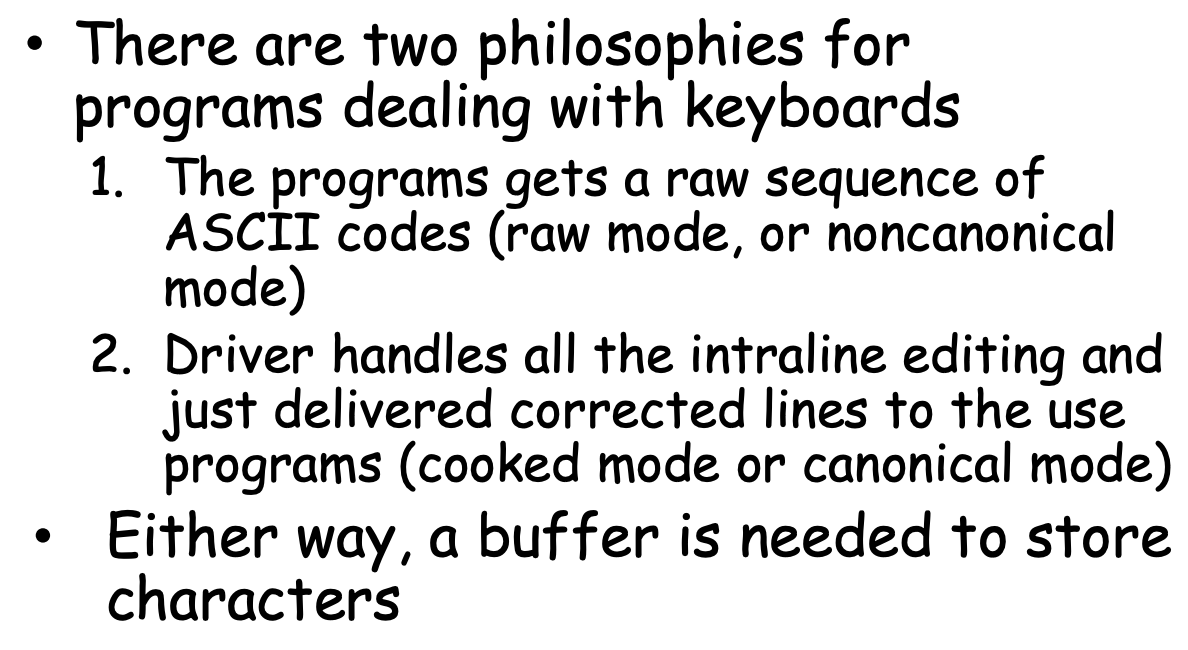 • There are two philosophies for
programs dealing with keyboards
1. The programs gets a raw sequence of
ASCII codes (raw mode, or noncanonical
mode)
2. Driver handles all the intraline editing and
just delivered corrected lines to the use
programs (cooked mode or canonical mode)
• Either way, a buffer is needed to store
characters